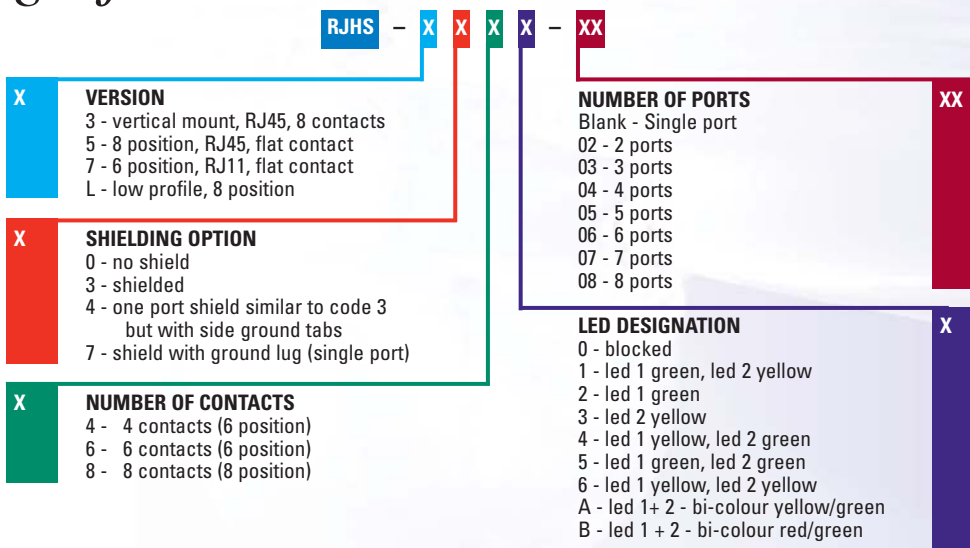 RJHS – X X X X – XX
X VERSION
3 - vertical mount, RJ45, 8 contacts
5 - 8 position, RJ45, flat contact
7 - 6 position, RJ11, flat contact
L - low profile, 8 position
X SHIELDING OPTION
0 - no shield
3 - shielded
4 - one port shield similar to code 3
but with side ground tabs
7 - shield with ground lug (single port)
X NUMBER OF CONTACTS
4 - 4 contacts (6 position)
6 - 6 contacts (6 position)
8 - 8 contacts (8 position)
NUMBER OF PORTS XX
Blank - Single port
02 - 2 ports
03 - 3 ports
04 - 4 ports
05 - 5 ports
06 - 6 ports
07 - 7 ports
08 - 8 ports
LED DESIGNATION X
0 - blocked
1 - led 1 green, led 2 yellow
2 - led 1 green
3 - led 2 yellow
4 - led 1 yellow, led 2 green
5 - led 1 green, led 2 green
6 - led 1 yellow, led 2 yellow
A - led 1+ 2 - bi-colour yellow/green
B - led 1 + 2 - bi-colour red/green